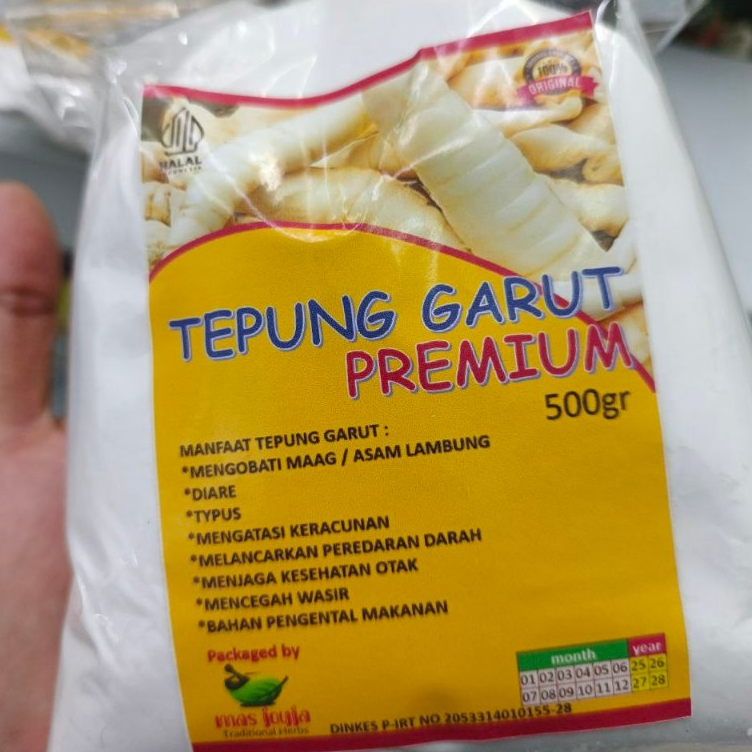 HALAL
INDONESIA
100%
ORIGINAL
TEPUNG GARUT
PREMIUM
500gr
MANFAAT TEPUNG GARUT :
*MENGOBATI MAAG / ASAM LAMBUNG
*DIARE
*TYPUS
*MENGATASI KERACUNAN
*MELANCARKAN PEREDARAN DARAH
*MENJAGA KESEHATAN OTAK
*MENCEGAH WASIR
*BAHAN PENGENTAL MAKANAN
Packaged by
mas Joyja
Traditional Herbs
month year
01 02 03 04 05 06 25 26
07 08 09 10 11 12 27 28
DINKES P-IRT NO 2053314010155-28